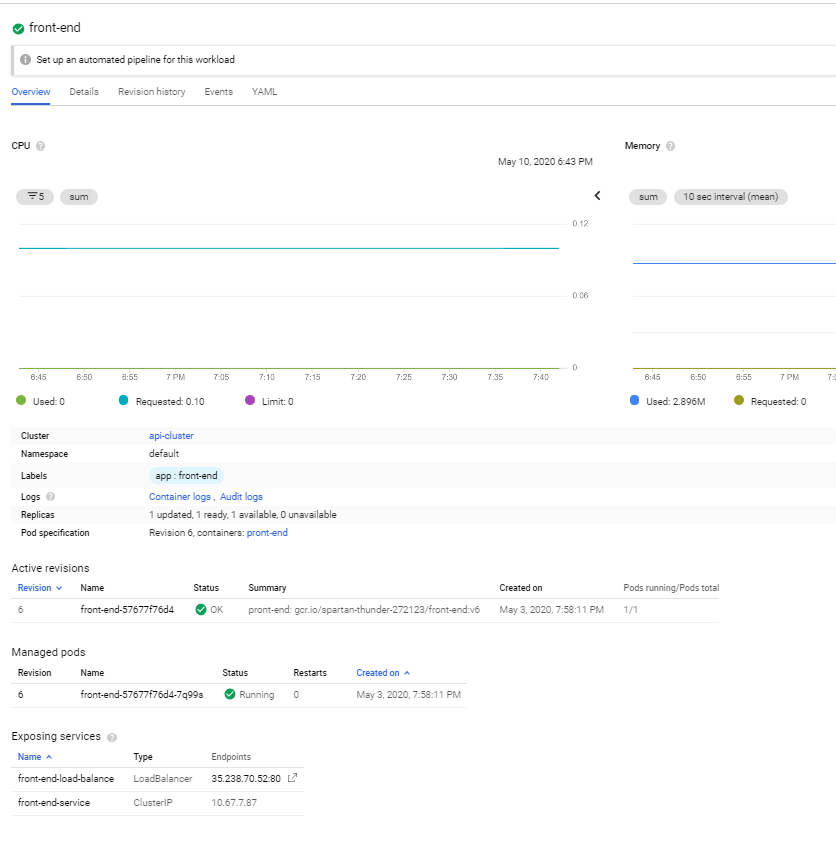 front-end
Set up an automated pipeline for this workload
Overview Details Revision history Events YAML
CPU
May 10, 2020 6:43 PM
5 sum
0.12
0.06
0
6:45 6:50 6:55 7 PM 7:05 7:10 7:15 7:20 7:25 7:30 7:35 7:40
Used: 0 Requested: 0.10 Limit: 0
Memory
sum 10 sec interval (mean)
6:45 6:50 6:55 7 PM
Used: 2.896M Requested: 0
Cluster api-cluster
Namespace default
Labels app : front-end
Logs Container logs , Audit logs
Replicas 1 updated, 1 ready, 1 available, 0 unavailable
Pod specification Revision 6, containers: pront-end
Active revisions
Revision Name Status Summary Created on Pods running/Pods total
6 front-end-57677f76d4 OK pront-end: gcr.io/spartan-thunder-272123/front-end:v6 May 3, 2020, 7:58:11 PM 1/1
Managed pods
Revision Name Status Restarts Created on
6 front-end-57677f76d4-7q99s Running 0 May 3, 2020, 7:58:11 PM
Exposing services
Name Type Endpoints
front-end-load-balance LoadBalancer 35.238.70.52:80
front-end-service ClusterIP 10.67.7.87